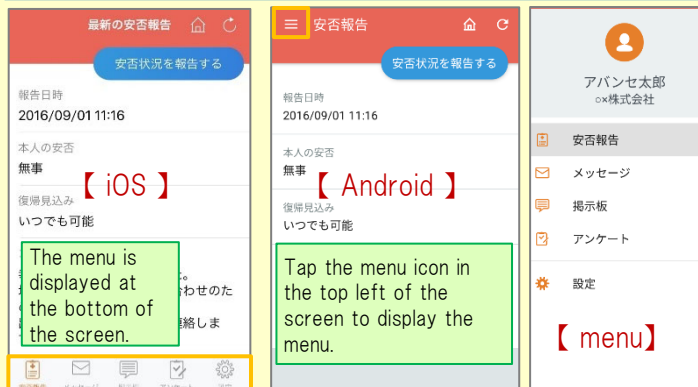 最新の安否報告
安否状況を報告する
報告日時
2016/09/01 11:16
本人の安否
無事
【 iOS 】
復帰見込み
いつでも可能
The menu is
displayed at
the bottom of
the screen.
安否報告
安否状況を報告する
報告日時
2016/09/01 11:16
本人の安否
無事
【 Android 】
復帰見込み
いつでも可能
Tap the menu icon in
the top left of the
screen to display the
menu.
アバンセ太郎
○×株式会社
安否報告
メッセージ
掲示板
アンケート
設定
【 menu】